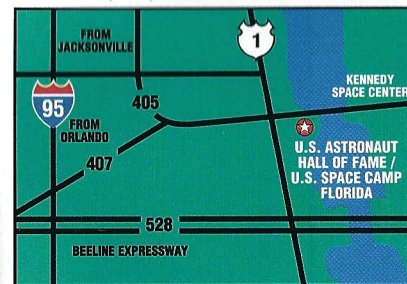 FROM
JACKSONVILLE
1
KENNEDY
SPACE CENTER
95
405
FROM
ORLANDO
407
U.S. ASTRONAUT
HALL OF FAME /
U.S. SPACE CAMP
FLORIDA
528
BEELINE EXPRESSWAY